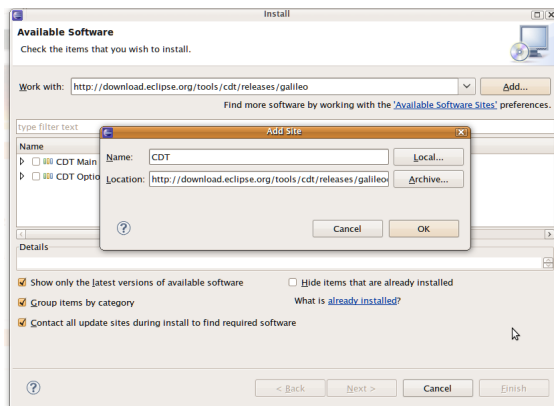 Install
Available Software
Check the items that you wish to install.
Work with: http://download.eclipse.org/tools/cdt/releases/galileo Add...
Find more software by working with the 'Available Software Sites' preferences.
type filter text
Name
CDT Main
CDT Optio
Add Site
Name: CDT Local...
Location: http://download.eclipse.org/tools/cdt/releases/galileo Archive...
Cancel OK
Details
Show only the latest versions of available software Hide items that are already installed
Group items by category What is already installed?
Contact all update sites during install to find required software
< Back Next > Cancel Finish